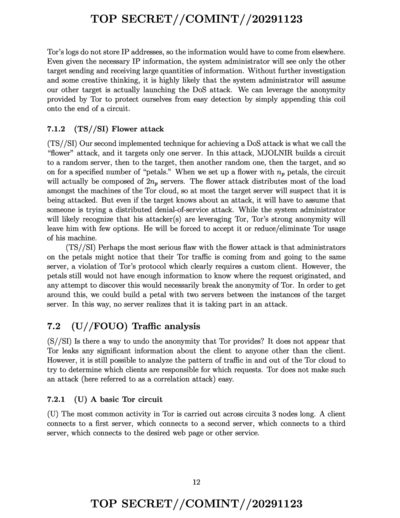 TOP SECRET//COMINT//20291123
Tor's logs do not store IP addresses, so the information would have to come from elsewhere.
Even given the necessary IP information, the system administrator will see only the other
target sending and receiving large quantities of information. Without further investigation
and some creative thinking, it is highly likely that the system administrator will assume
our other target is actually launching the DoS attack. We can leverage the anonymity
provided by Tor to protect ourselves from easy detection by simply appending this coil
onto the end of a circuit.
7.1.2 (TS//SI) Flower attack
(TS//SI) Our second implemented technique for achieving a DoS attack is what we call the
"flower" attack, and it targets only one server. In this attack, MJOLNIR builds a circuit
to a random server, then to the target, then another random one, then the target, and so
on for a specified number of "petals." When we set up a flower with nₚ petals, the circuit
will actually be composed of 2nₚ servers. The flower attack distributes most of the load
amongst the machines of the Tor cloud, so at most the target server will suspect that it is
being attacked. But even if the target knows about an attack, it will have to assume that
someone is trying a distributed denial-of-service attack. While the system administrator
will likely recognize that his attacker(s) are leveraging Tor, Tor's strong anonymity will
leave him with few options. He will be forced to accept it or reduce/eliminate Tor usage
of his machine.
(TS//SI) Perhaps the most serious flaw with the flower attack is that administrators
on the petals might notice that their Tor traffic is coming from and going to the same
server, a violation of Tor's protocol which clearly requires a custom client. However, the
petals still would not have enough information to know where the request originated, and
any attempt to discover this would necessarily break the anonymity of Tor. In order to get
around this, we could build a petal with two servers between the instances of the target
server. In this way, no server realizes that it is taking part in an attack.
7.2 (U//FOUO) Traffic analysis
(S//SI) Is there a way to undo the anonymity that Tor provides? It does not appear that
Tor leaks any significant information about the client to anyone other than the client.
However, it is still possible to analyze the pattern of traffic in and out of the Tor cloud to
try to determine which clients are responsible for which requests. Tor does not make such
an attack (here referred to as a correlation attack) easy.
7.2.1 (U) A basic Tor circuit
(U) The most common activity in Tor is carried out across circuits 3 nodes long. A client
connects to a first server, which connects to a second server, which connects to a third
server, which connects to the desired web page or other service.
12
TOP SECRET//COMINT//20291123